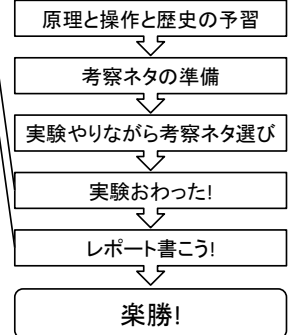 原理と操作と歴史の予習
考察ネタの準備
実験やりながら考察ネタ選び
実験おわった!
レポート書こう!
楽勝!